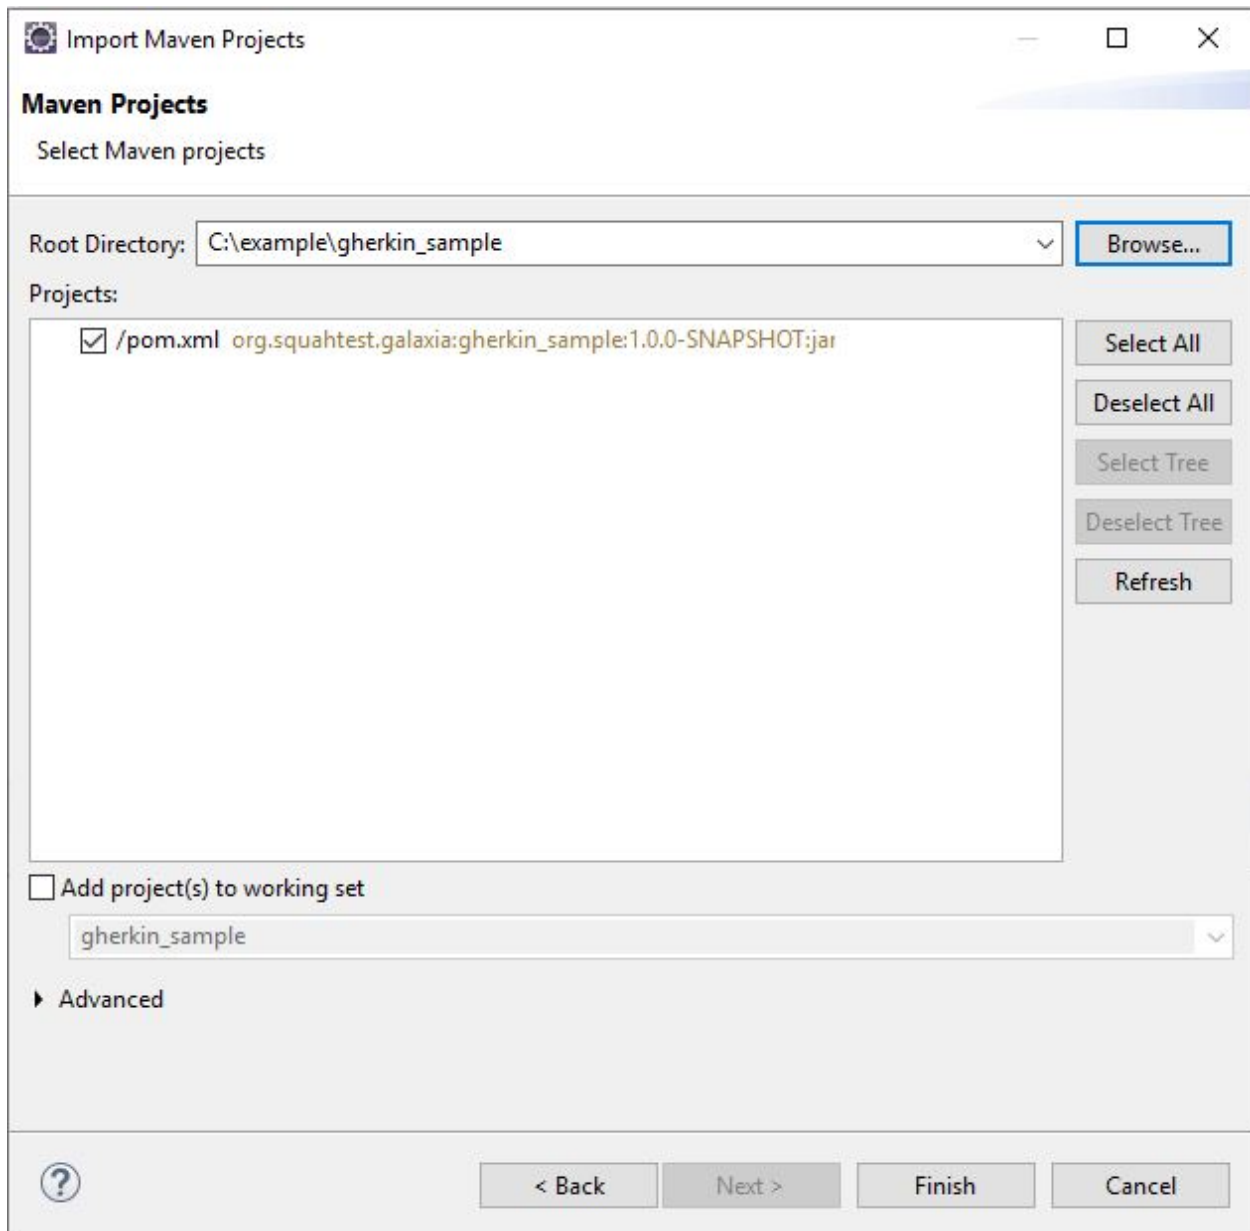 Import Maven Projects
Maven Projects
Select Maven projects
Root Directory: C:\example\gherkin_sample Browse...
Projects:
/pom.xml org.squahtest.galaxia:gherkin_sample:1.0.0-SNAPSHOT:jar
Select All
Deselect All
Select Tree
Deselect Tree
Refresh
Add project(s) to working set
gherkin_sample
Advanced
? < Back Next > Finish Cancel